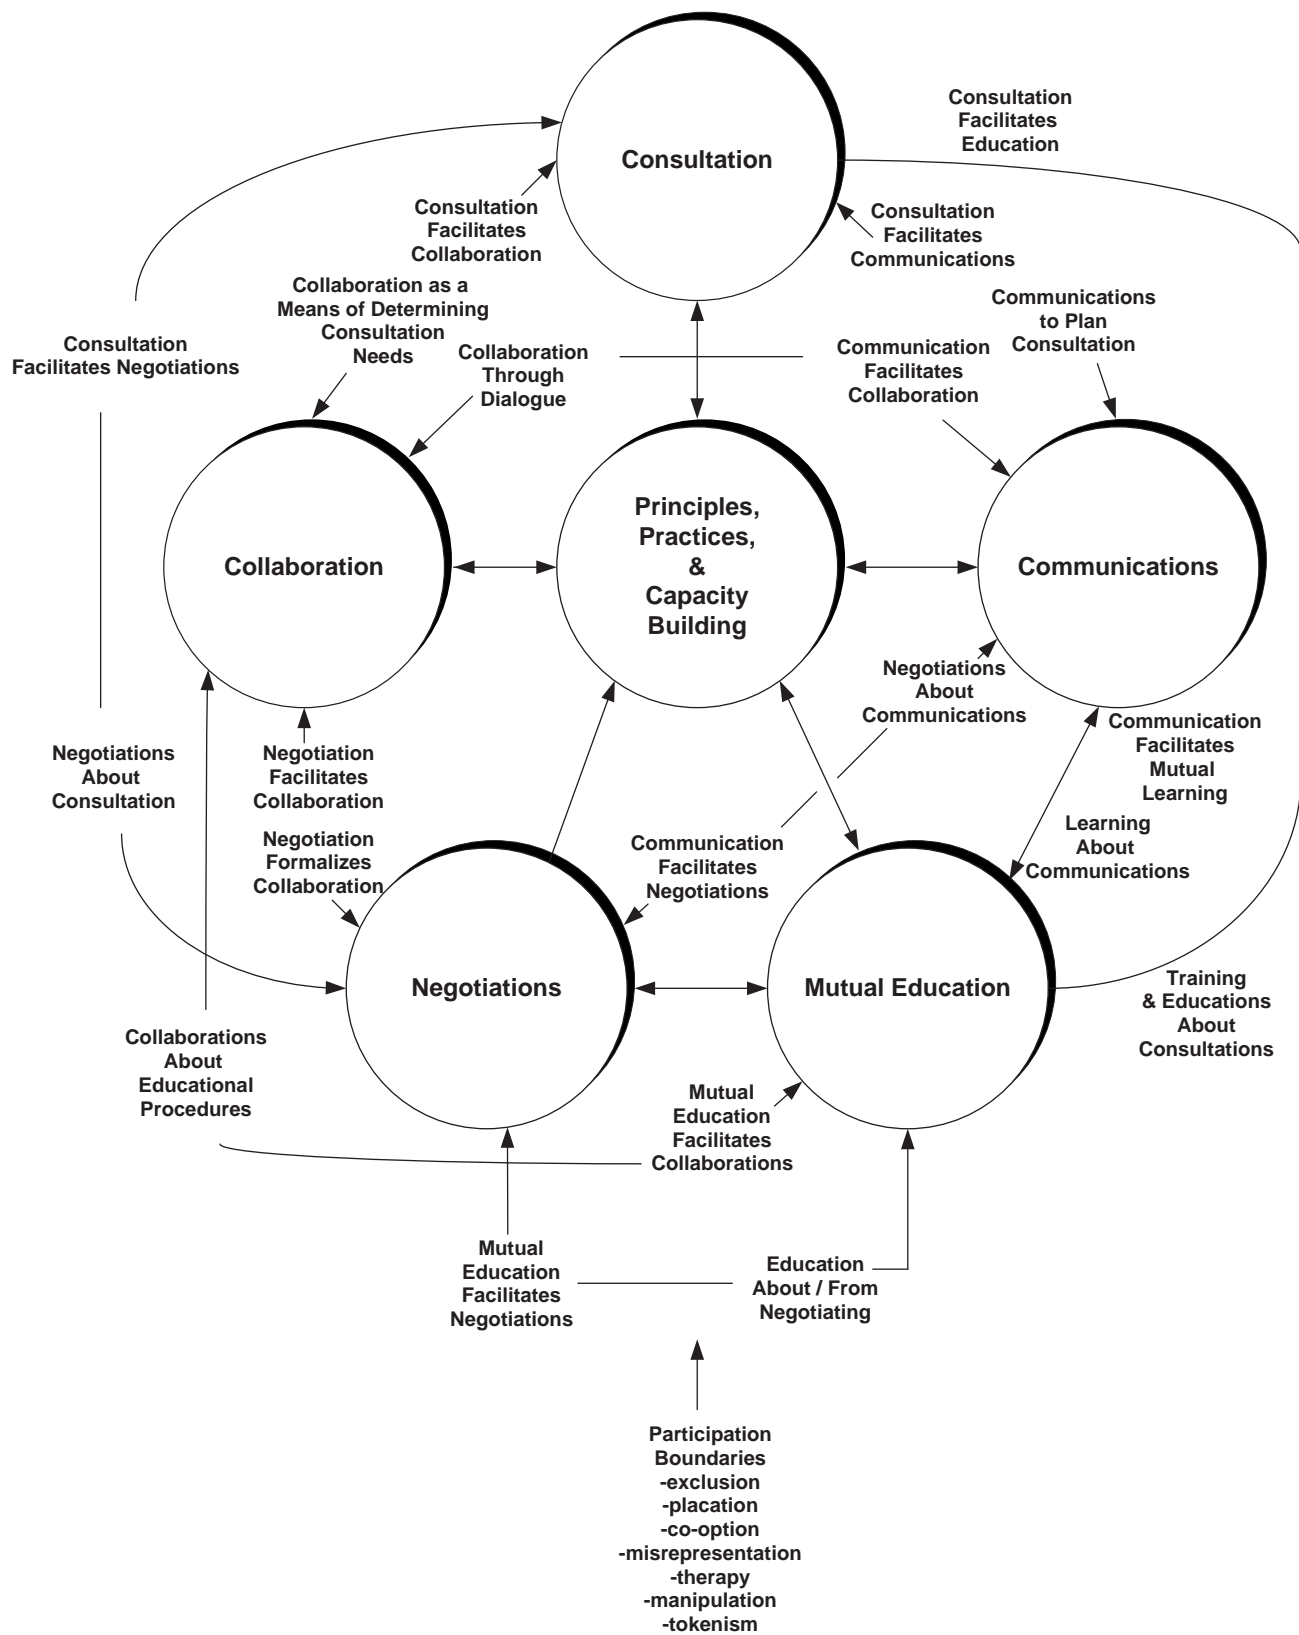 Consultation
Consultation
Facilitates
Education
Consultation
Facilitates
Collaboration
Consultation
Facilitates
Communications
Collaboration as a
Means of Determining
Consultation
Needs
Communications
to Plan
Consultation
Consultation
Facilitates Negotiations
Collaboration
Through
Dialogue
Communication
Facilitates
Collaboration
Collaboration
Principles,
Practices,
&
Capacity
Building
Communications
Negotiations
About
Communications
Communication
Facilitates
Mutual
Learning
Negotiations
About
Consultation
Negotiation
Facilitates
Collaboration
Negotiation
Formalizes
Collaboration
Communication
Facilitates
Negotiations
Learning
About
Communications
Negotiations
Mutual Education
Training
& Educations
About
Consultations
Collaborations
About
Educational
Procedures
Mutual
Education
Facilitates
Collaborations
Mutual
Education
Facilitates
Negotiations
Education
About / From
Negotiating
Participation
Boundaries
-exclusion
-placation
-co-option
-misrepresentation
-therapy
-manipulation
-tokenism